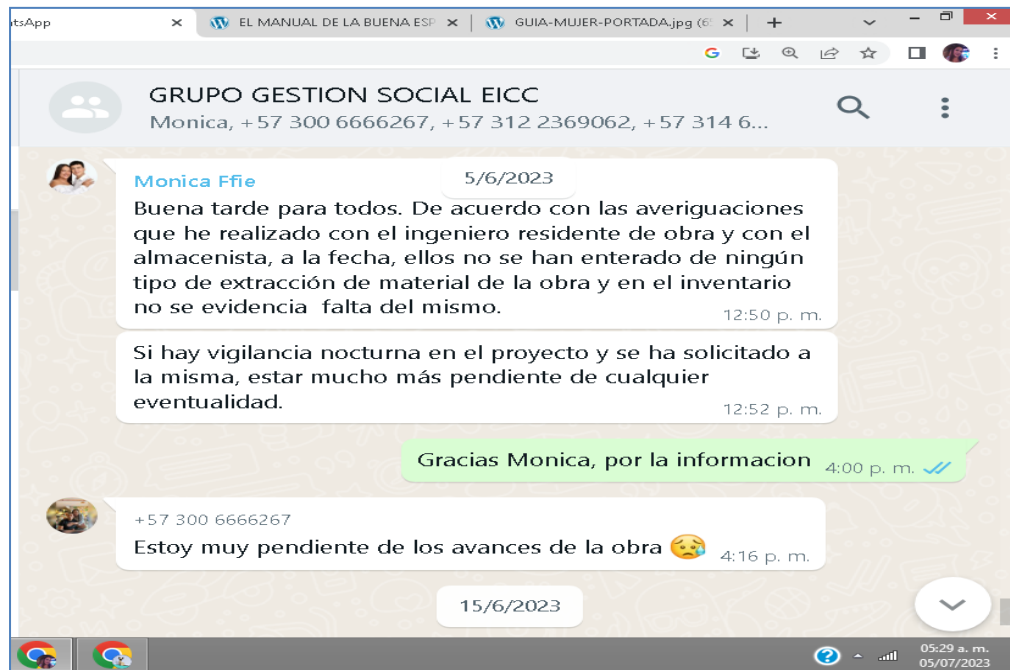 tsApp
EL MANUAL DE LA BUENA ESP
GUIA-MUJER-PORTADA.jpg (6
GRUPO GESTION SOCIAL EICC
Monica, +57 300 6666267, +57 312 2369062, +57 314 6...
5/6/2023
Monica Ffie
Buena tarde para todos. De acuerdo con las averiguaciones
que he realizado con el ingeniero residente de obra y con el
almacenista, a la fecha, ellos no se han enterado de ningún
tipo de extracción de material de la obra y en el inventario
no se evidencia falta del mismo.
12:50 p. m.
Si hay vigilancia nocturna en el proyecto y se ha solicitado a
la misma, estar mucho más pendiente de cualquier
eventualidad.
12:52 p. m.
Gracias Monica, por la informacion 4:00 p. m.
+57 300 6666267
Estoy muy pendiente de los avances de la obra 😥 4:16 p. m.
15/6/2023
05:29 a. m.
05/07/2023